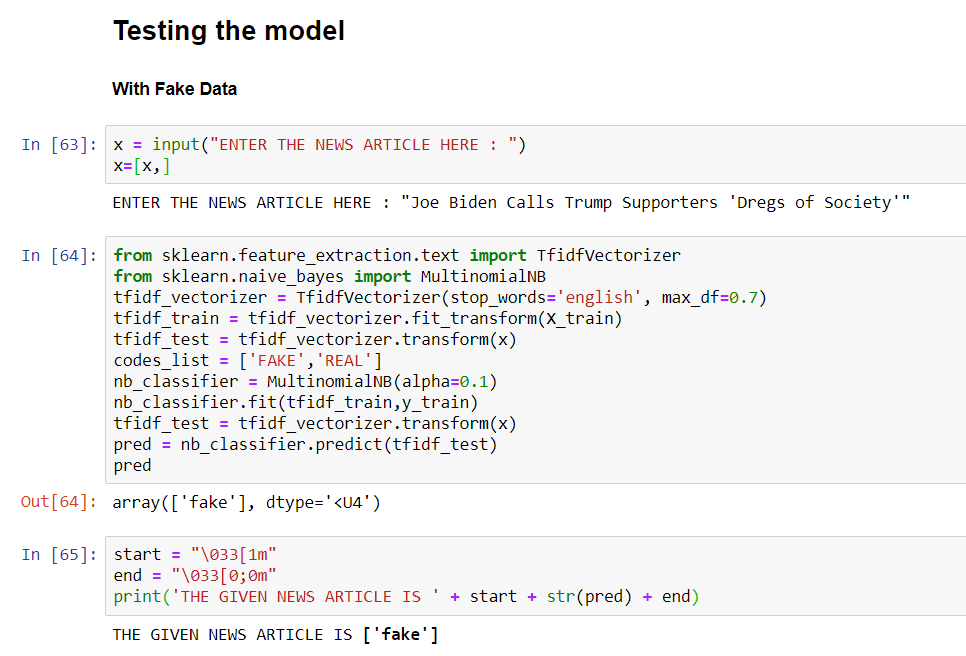 Testing the model
With Fake Data
In [63]: x = input("ENTER THE NEWS ARTICLE HERE : ")
x=[x,]
ENTER THE NEWS ARTICLE HERE : "Joe Biden Calls Trump Supporters 'Dregs of Society'"
In [64]: from sklearn.feature_extraction.text import TfidfVectorizer
from sklearn.naive_bayes import MultinomialNB
tfidf_vectorizer = TfidfVectorizer(stop_words='english', max_df=0.7)
tfidf_train = tfidf_vectorizer.fit_transform(X_train)
tfidf_test = tfidf_vectorizer.transform(x)
codes_list = ['FAKE','REAL']
nb_classifier = MultinomialNB(alpha=0.1)
nb_classifier.fit(tfidf_train,y_train)
tfidf_test = tfidf_vectorizer.transform(x)
pred = nb_classifier.predict(tfidf_test)
pred
Out[64]: array(['fake'], dtype='<U4')
In [65]: start = "\033[1m"
end = "\033[0;0m"
print('THE GIVEN NEWS ARTICLE IS ' + start + str(pred) + end)
THE GIVEN NEWS ARTICLE IS ['fake']